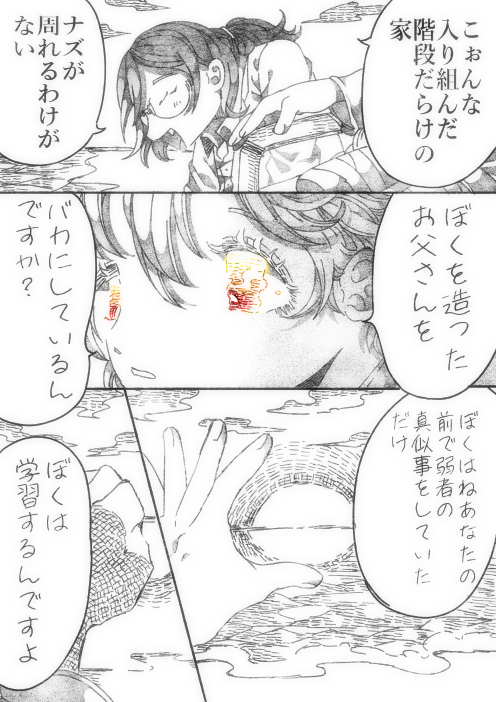 こぉんな
入り組んだ
階段だらけの
家
ナズが
周れるわけが
ない
ぼくを造った
お父さんを
バカにしているん
ですか?
ぼくはねあなたの
前で弱者の
真似事をしていた
だけ
ぼくは
学習するんですよ